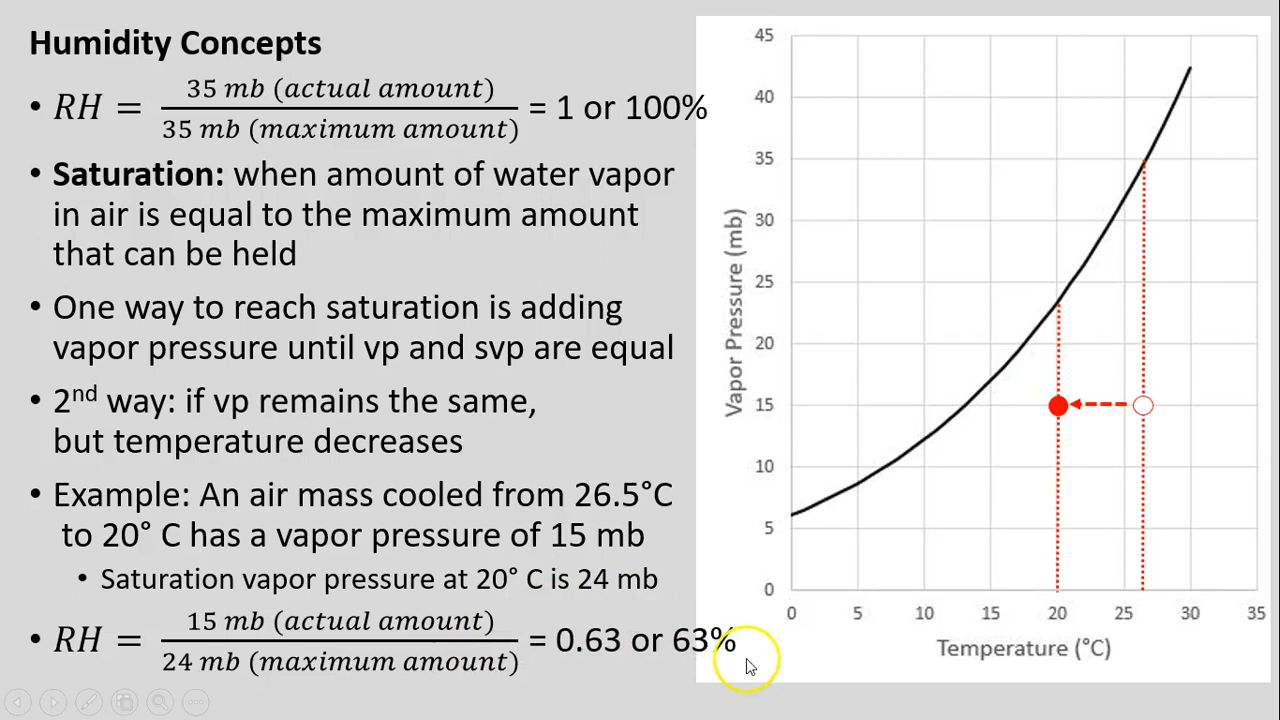 Humidity Concepts
• RH = 35 mb (actual amount) / 35 mb (maximum amount) = 1 or 100%
• Saturation: when amount of water vapor
in air is equal to the maximum amount
that can be held
• One way to reach saturation is adding
vapor pressure until vp and svp are equal
• 2nd way: if vp remains the same,
but temperature decreases
• Example: An air mass cooled from 26.5°C
to 20° C has a vapor pressure of 15 mb
• Saturation vapor pressure at 20° C is 24 mb
• RH = 15 mb (actual amount) / 24 mb (maximum amount) = 0.63 or 63%
Vapor Pressure (mb)
45
40
35
30
25
20
15
10
5
0
0 5 10 15 20 25 30 35
Temperature (°C)